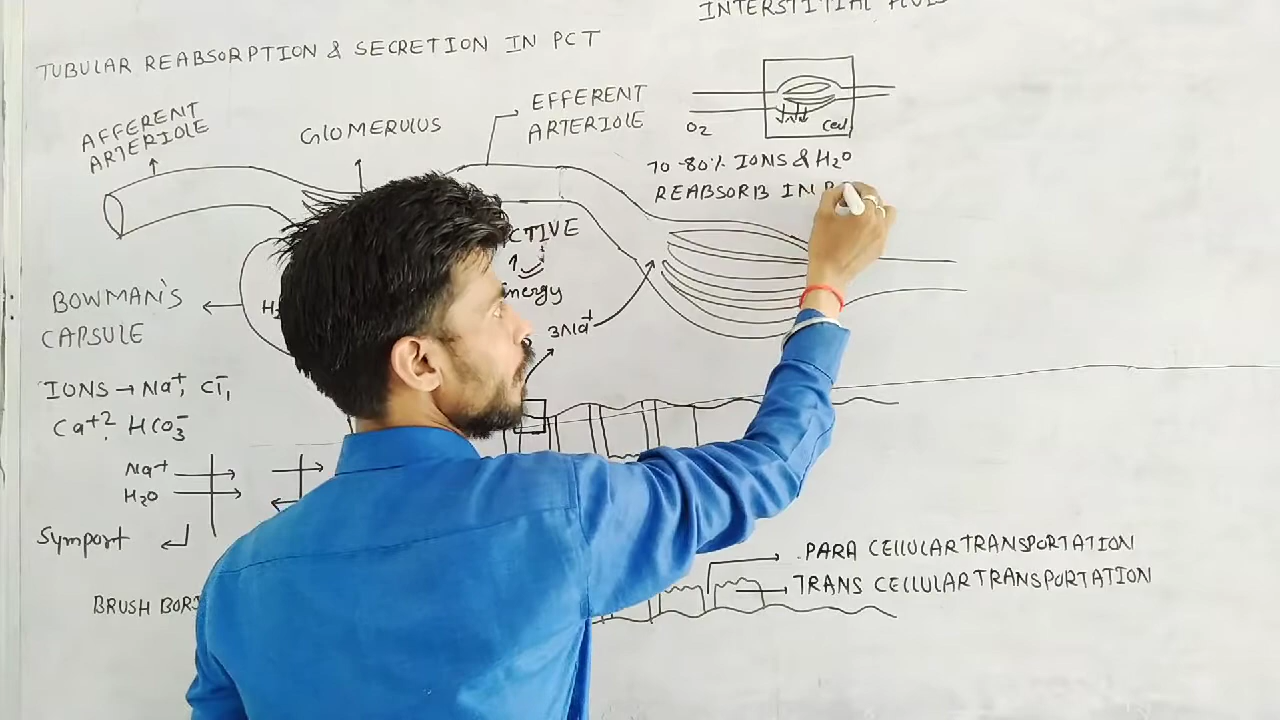 INTERSTITIAL FLUID
TUBULAR REABSORPTION & SECRETION IN PCT
AFFERENT
ARTERIOLE
GLOMERULUS
EFFERENT
ARTERIOLE
O2
Cell
70-80% IONS & H2O
REABSORB IN
CTIVE
Energy
3Na+
BOWMAN'S
CAPSULE
IONS → Na+, Cl-,
Ca+2, HCO3-
Na+
H2O
Symport
BRUSH BOR
PARA CELLULAR TRANSPORTATION
TRANS CELLULAR TRANSPORTATION